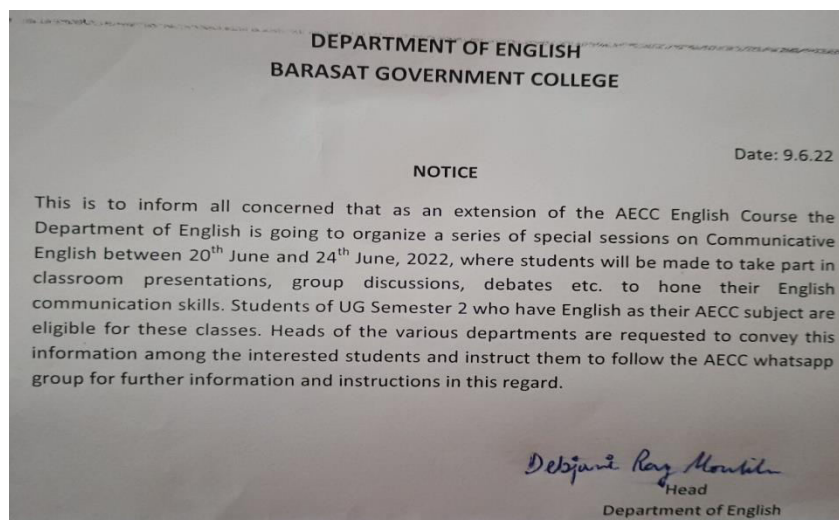 DEPARTMENT OF ENGLISH
BARASAT GOVERNMENT COLLEGE
Date: 9.6.22
NOTICE
This is to inform all concerned that as an extension of the AECC English Course the
Department of English is going to organize a series of special sessions on Communicative
English between 20th June and 24th June, 2022, where students will be made to take part in
classroom presentations, group discussions, debates etc. to hone their English
communication skills. Students of UG Semester 2 who have English as their AECC subject are
eligible for these classes. Heads of the various departments are requested to convey this
information among the interested students and instruct them to follow the AECC whatsapp
group for further information and instructions in this regard.
Debjani Ray
Head
Department of English